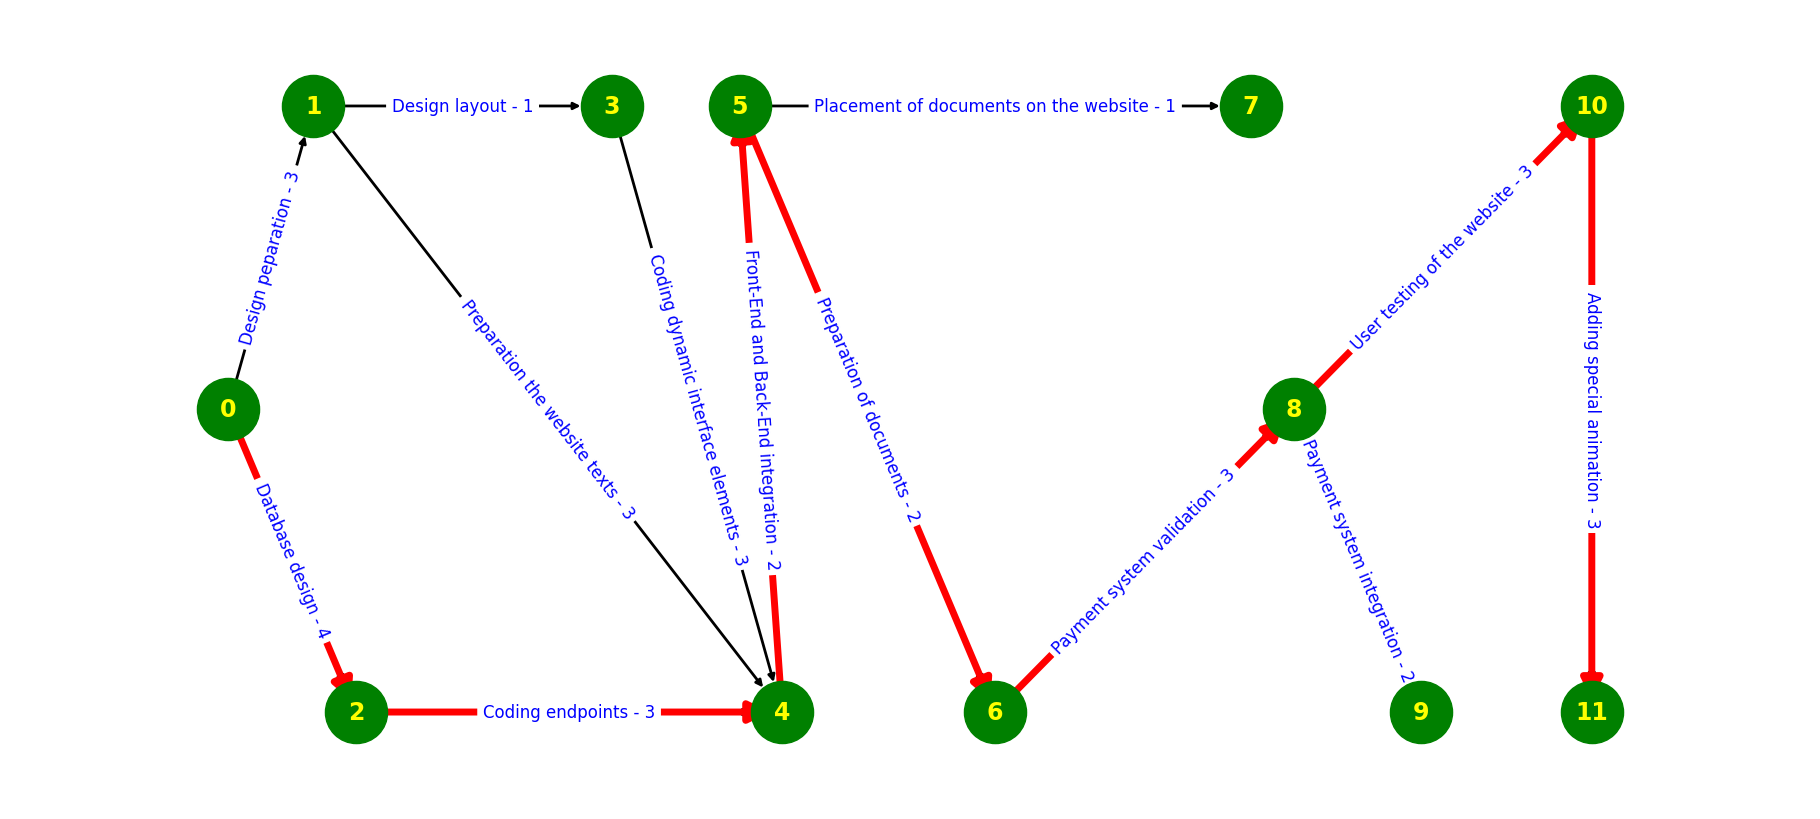 1
Design layout - 1
3
5
Placement of documents on the website - 1
7
10
Design peparation - 3
Preparation the website texts - 3
Coding dynamic interface elements - 3
Front-End and Back-End integration - 2
Preparation of documents - 2
User testing of the website - 3
Adding special animation - 3
0
8
Database design - 4
Payment system validation - 3
Payment system integration - 2
2
Coding endpoints - 3
4
6
9
11